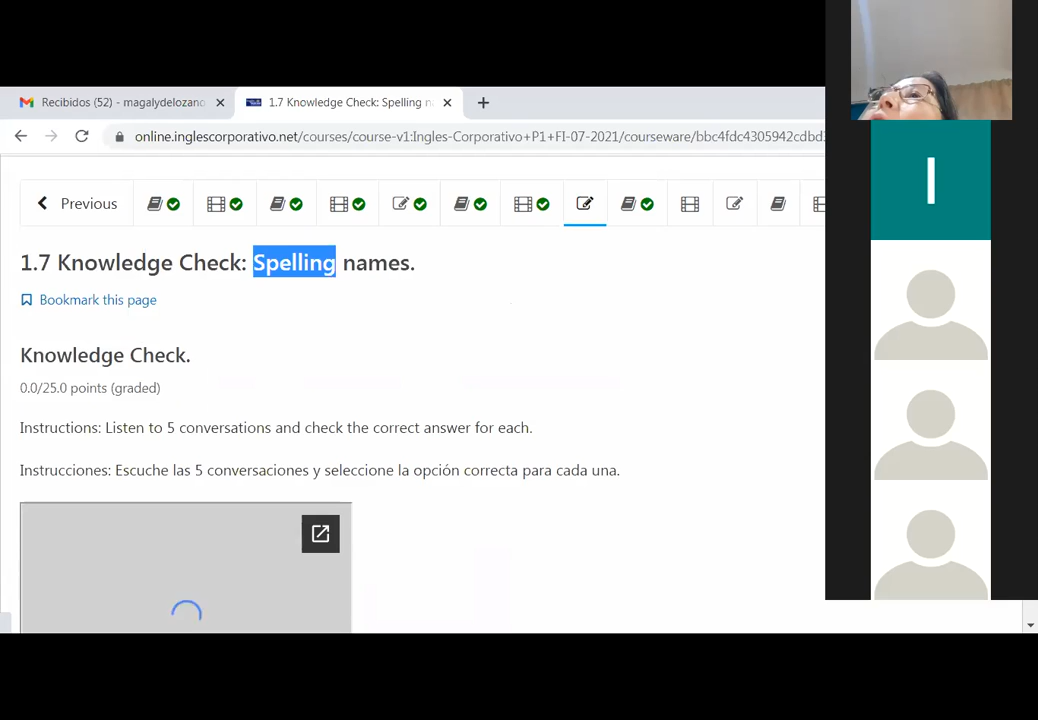 Recibidos (52) - magalydelozano
1.7 Knowledge Check: Spelling n
online.inglescorporativo.net/courses/course-v1:Ingles-Corporativo+P1+FI-07-2021/courseware/bbc4fdc4305942cdbd
Previous
1.7 Knowledge Check: Spelling names.
Bookmark this page
Knowledge Check.
0.0/25.0 points (graded)
Instructions: Listen to 5 conversations and check the correct answer for each.
Instrucciones: Escuche las 5 conversaciones y seleccione la opción correcta para cada una.
I